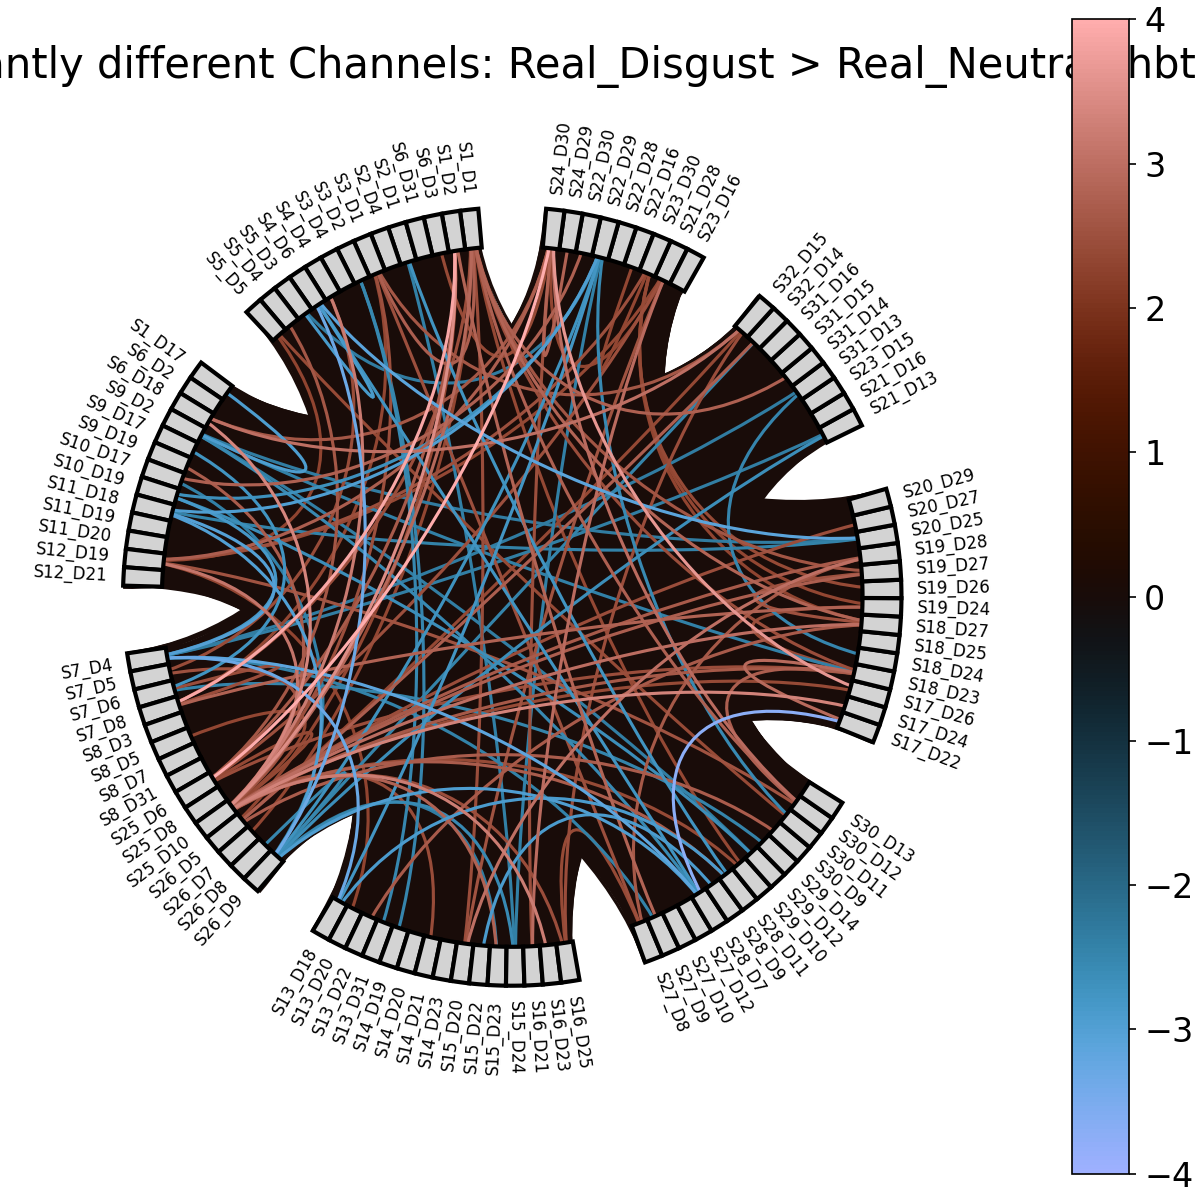 antly different Channels: Real_Disgust > Real_Neutra hbt
S5_D5
S5_D4
S5_D3
S4_D6
S4_D4
S3_D4
S3_D2
S3_D1
S2_D4
S2_D1
S6_D31
S6_D3
S1_D2
S1_D1
S24_D30
S24_D29
S22_D30
S22_D29
S22_D28
S22_D16
S23_D30
S21_D28
S23_D16
S32_D15
S32_D14
S31_D16
S31_D15
S31_D14
S31_D13
S23_D15
S21_D16
S21_D13
S20_D29
S20_D27
S20_D25
S19_D28
S19_D27
S19_D26
S19_D24
S18_D27
S18_D25
S18_D24
S18_D23
S17_D26
S17_D24
S17_D22
S30_D13
S30_D12
S30_D11
S30_D9
S29_D14
S29_D12
S29_D10
S28_D11
S28_D9
S28_D7
S27_D12
S27_D10
S27_D9
S27_D8
S16_D25
S16_D23
S16_D21
S15_D24
S15_D23
S15_D22
S15_D20
S14_D23
S14_D21
S14_D20
S14_D19
S13_D31
S13_D22
S13_D20
S13_D18
S26_D9
S26_D8
S26_D7
S26_D5
S25_D10
S25_D8
S25_D6
S8_D31
S8_D7
S8_D5
S8_D3
S7_D8
S7_D6
S7_D5
S7_D4
S12_D21
S12_D19
S11_D20
S11_D19
S11_D18
S10_D19
S10_D17
S9_D19
S9_D17
S9_D2
S6_D18
S6_D2
S1_D17
4
3
2
1
0
−1
−2
−3
−4